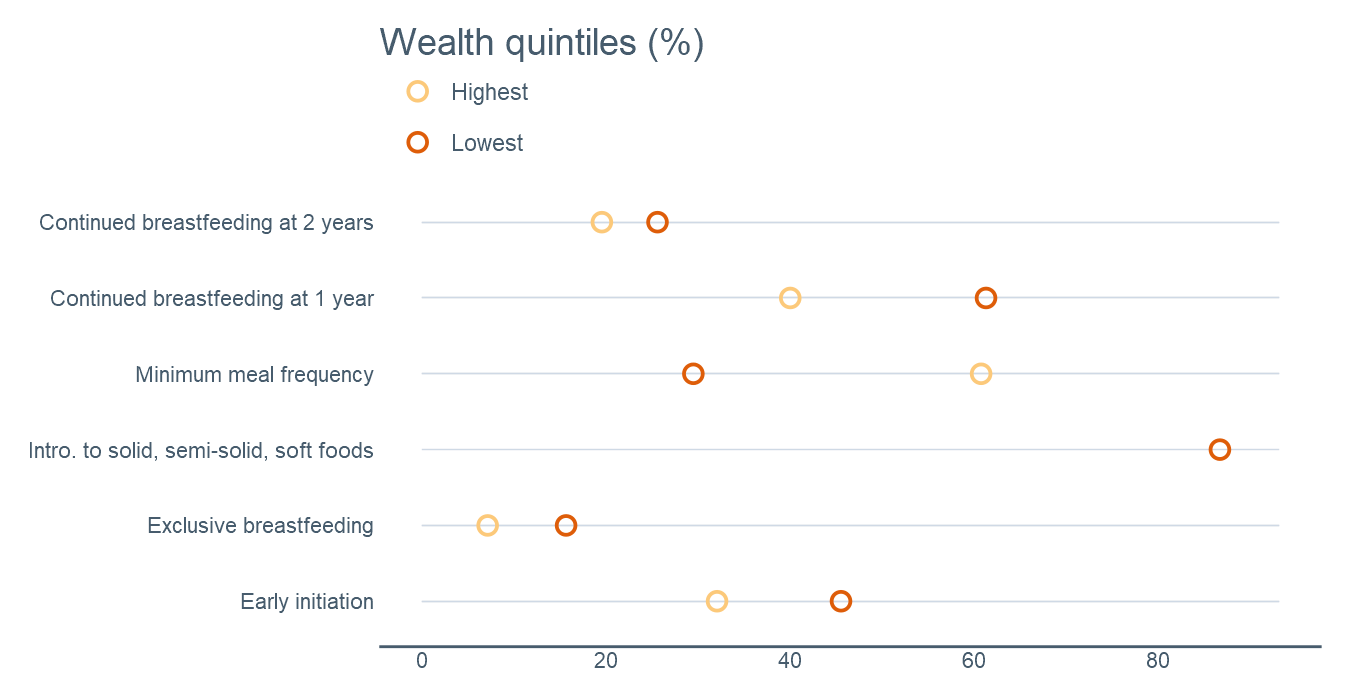 Wealth quintiles (%)
Highest
Lowest
Continued breastfeeding at 2 years
Continued breastfeeding at 1 year
Minimum meal frequency
Intro. to solid, semi-solid, soft foods
Exclusive breastfeeding
Early initiation
0 20 40 60 80